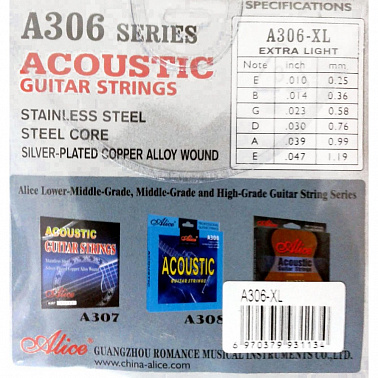 SPECIFICATIONS
A306 SERIES
ACOUSTIC
GUITAR STRINGS
STAINLESS STEEL
STEEL CORE
SILVER-PLATED COPPER ALLOY WOUND
A306-XL
EXTRA LIGHT
Note inch mm
E .010 0.25
B .014 0.36
G .023 0.58
D .030 0.76
A .039 0.99
E .047 1.19
Alice Lower-Middle-Grade, Middle-Grade and High-Grade Guitar String Series
ACOUSTIC
GUITAR STRINGS
Alice
A307
Alice A308
ACOUSTIC
GUITAR STRINGS
A308
Alice
ACOUSTIC
A306-XL
6 970379 931134
Alice GUANGZHOU ROMANCE MUSICAL INSTRUMENTS CO., LTD.